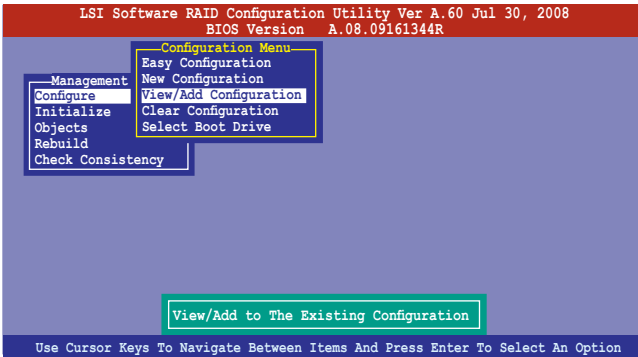 LSI Software RAID Configuration Utility Ver A.60 Jul 30, 2008
BIOS Version A.08.09161344R
Configuration Menu
Easy Configuration
New Configuration
View/Add Configuration
Clear Configuration
Select Boot Drive
Management
Configure
Initialize
Objects
Rebuild
Check Consistency
View/Add to The Existing Configuration
Use Cursor Keys To Navigate Between Items And Press Enter To Select An Option